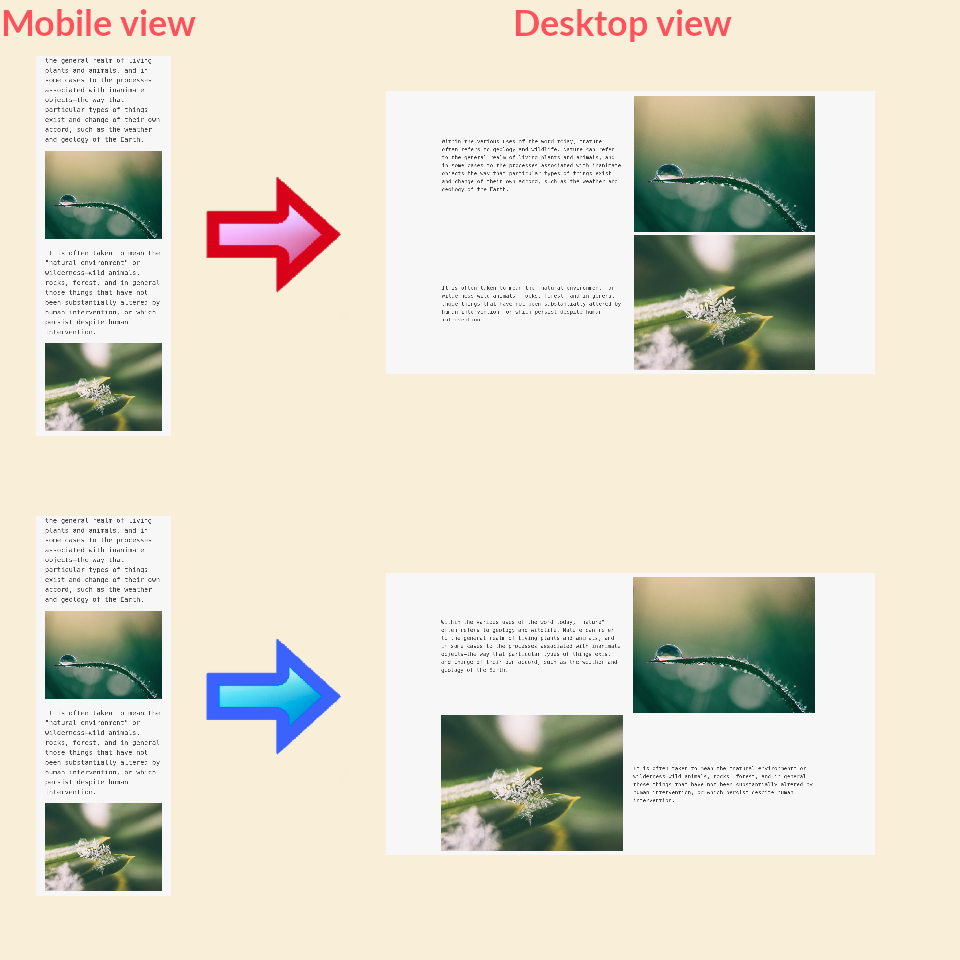 Mobile view
Desktop view
the general realm of living
plants and animals, and in
some cases to the processes
associated with inanimate
objects—the way that
particular types of things
exist and change of their own
accord, such as the weather
and geology of the Earth.
It is often taken to mean the
"natural environment" or
wilderness—wild animals,
rocks, forest, and in general
those things that have not
been substantially altered by
human intervention, or which
persist despite human
intervention.
Within the various uses of the word today, "nature"
often refers to geology and wildlife. Nature can refer
to the general realm of living plants and animals, and
in some cases to the processes associated with inanimate
objects—the way that particular types of things exist
and change of their own accord, such as the weather and
geology of the Earth.
It is often taken to mean the "natural environment" or
wilderness—wild animals, rocks, forest, and in general
those things that have not been substantially altered by
human intervention, or which persist despite human
intervention.
the general realm of living
plants and animals, and in
some cases to the processes
associated with inanimate
objects—the way that
particular types of things
exist and change of their own
accord, such as the weather
and geology of the Earth.
It is often taken to mean the
"natural environment" or
wilderness—wild animals,
rocks, forest, and in general
those things that have not
been substantially altered by
human intervention, or which
persist despite human
intervention.
Within the various uses of the word today, "nature"
often refers to geology and wildlife. Nature can refer
to the general realm of living plants and animals, and
in some cases to the processes associated with inanimate
objects—the way that particular types of things exist
and change of their own accord, such as the weather and
geology of the Earth.
It is often taken to mean the "natural environment" or
wilderness—wild animals, rocks, forest, and in general
those things that have not been substantially altered by
human intervention, or which persist despite human
intervention.